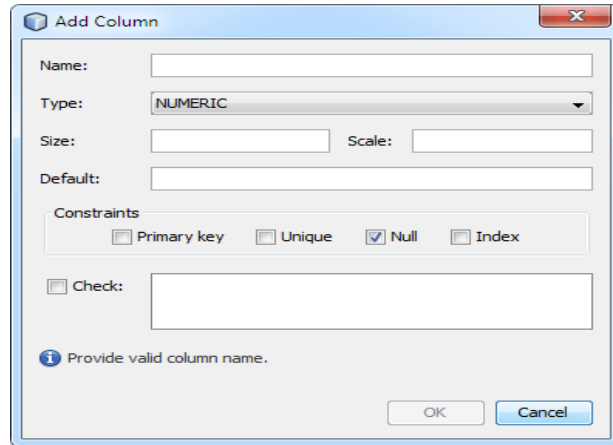 Add Column
Name:
Type: NUMERIC
Size: Scale:
Default:
Constraints
Primary key Unique Null Index
Check:
Provide valid column name.
OK Cancel